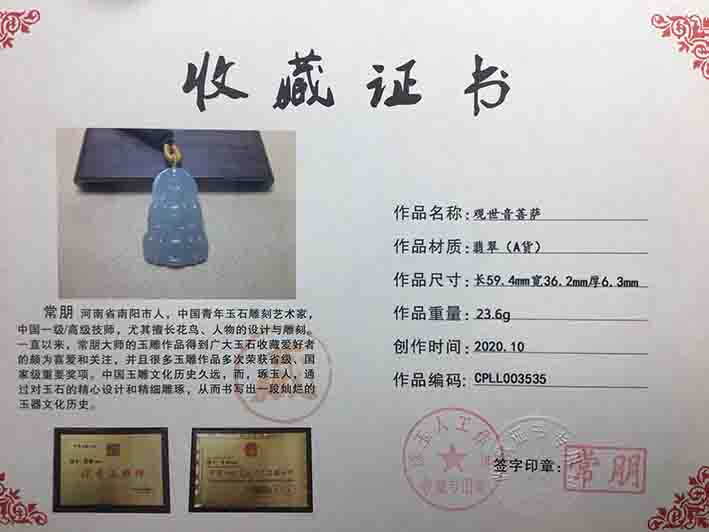 收藏证书
作品名称:观世音菩萨
作品材质:翡翠（A货）
作品尺寸:长59.4mm宽36.2mm厚6.3mm
作品重量:23.6g
创作时间:2020.10
作品编码:CPLL003535
常朋 河南省南阳市人，中国青年玉石雕刻艺术家，
中国一级/高级技师，尤其擅长花鸟、人物的设计与雕刻。
一直以来，常朋大师的玉雕作品得到广大玉石收藏爱好者
的颇为喜爱和关注，并且很多玉雕作品多次荣获省级、国
家级重要奖项。中国玉雕文化历史久远，而，琢玉人，通
过对玉石的精心设计和精细雕琢，从而书写出一段灿烂的
玉器文化历史。
签字印章:
常朋